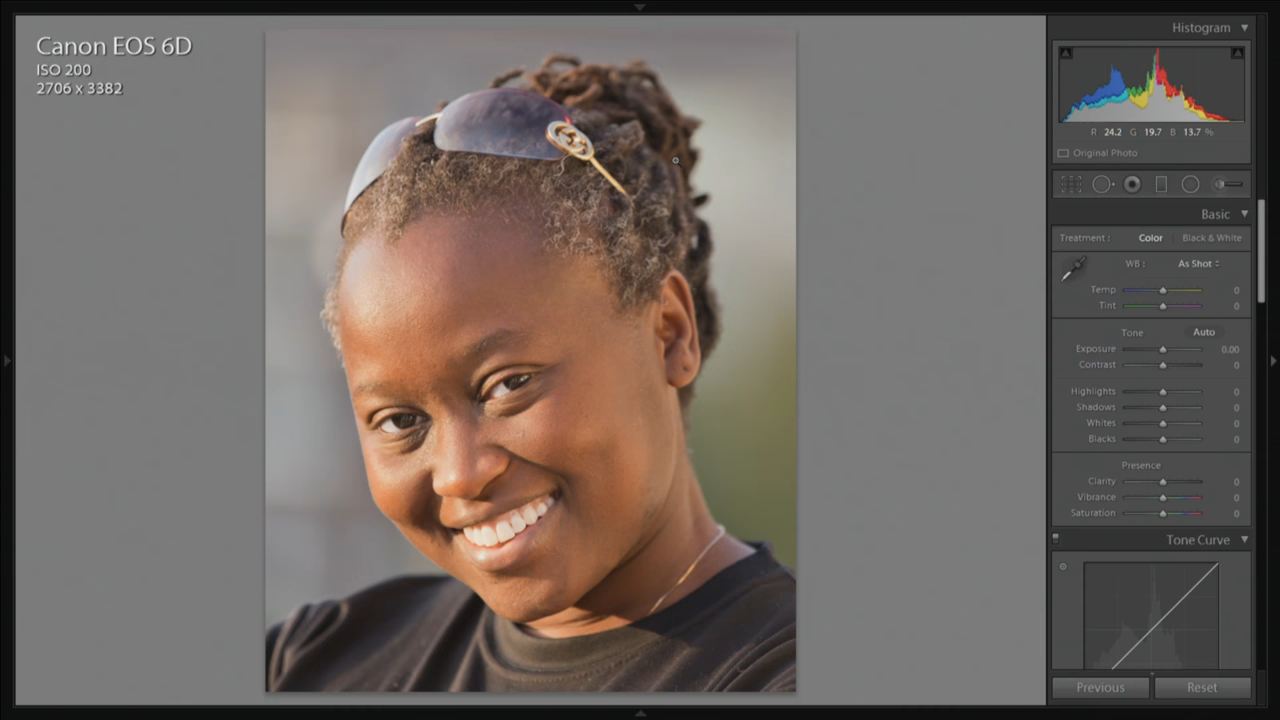 Canon EOS 6D
ISO 200
2706 x 3382
Histogram
R 24.2 G 19.7 B 13.7 %
Original Photo
Basic
Treatment : Color Black & White
WB : As Shot
Temp 0
Tint 0
Tone Auto
Exposure 0.00
Contrast 0
Highlights 0
Shadows 0
Whites 0
Blacks 0
Presence
Clarity 0
Vibrance 0
Saturation 0
Tone Curve
Previous Reset